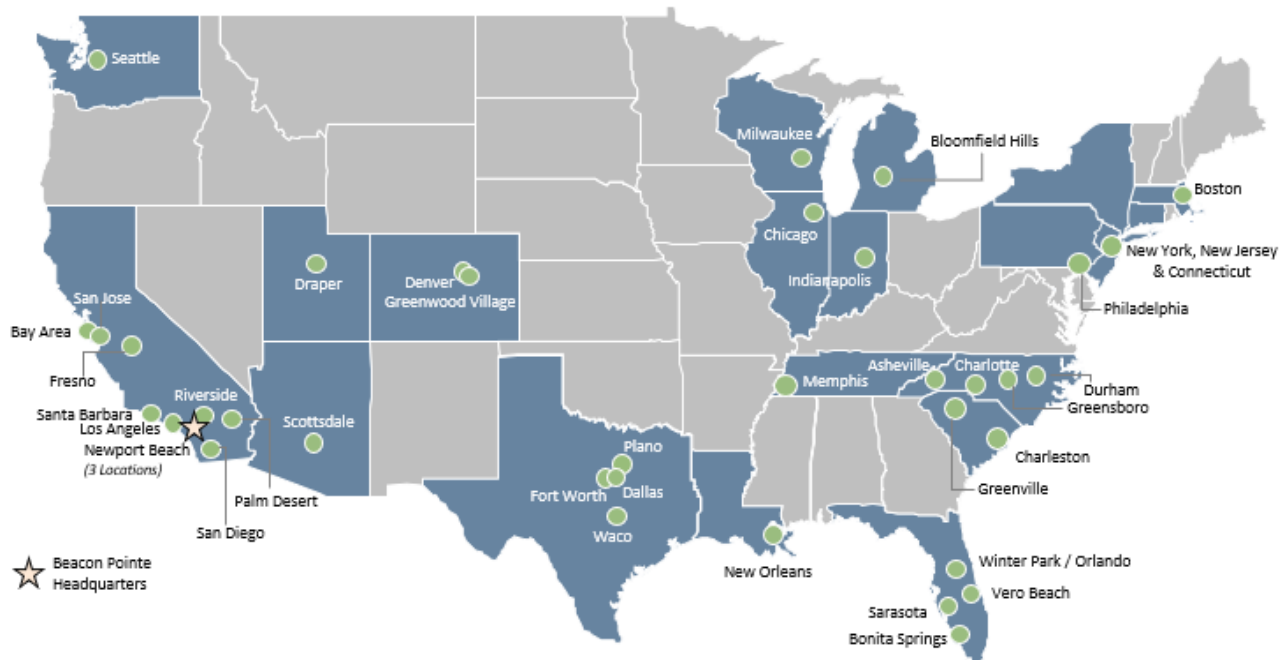 Seattle
Milwaukee
Bloomfield Hills
Boston
Chicago
New York, New Jersey
& Connecticut
Draper
Denver
Greenwood Village
Indianapolis
Philadelphia
San Jose
Bay Area
Fresno
Riverside
Santa Barbara
Los Angeles
Newport Beach
(3 Locations)
Palm Desert
San Diego
Scottsdale
Asheville
Charlotte
Memphis
Durham
Greensboro
Charleston
Greenville
Plano
Fort Worth
Dallas
Waco
New Orleans
Winter Park / Orlando
Vero Beach
Sarasota
Bonita Springs
Beacon Pointe
Headquarters